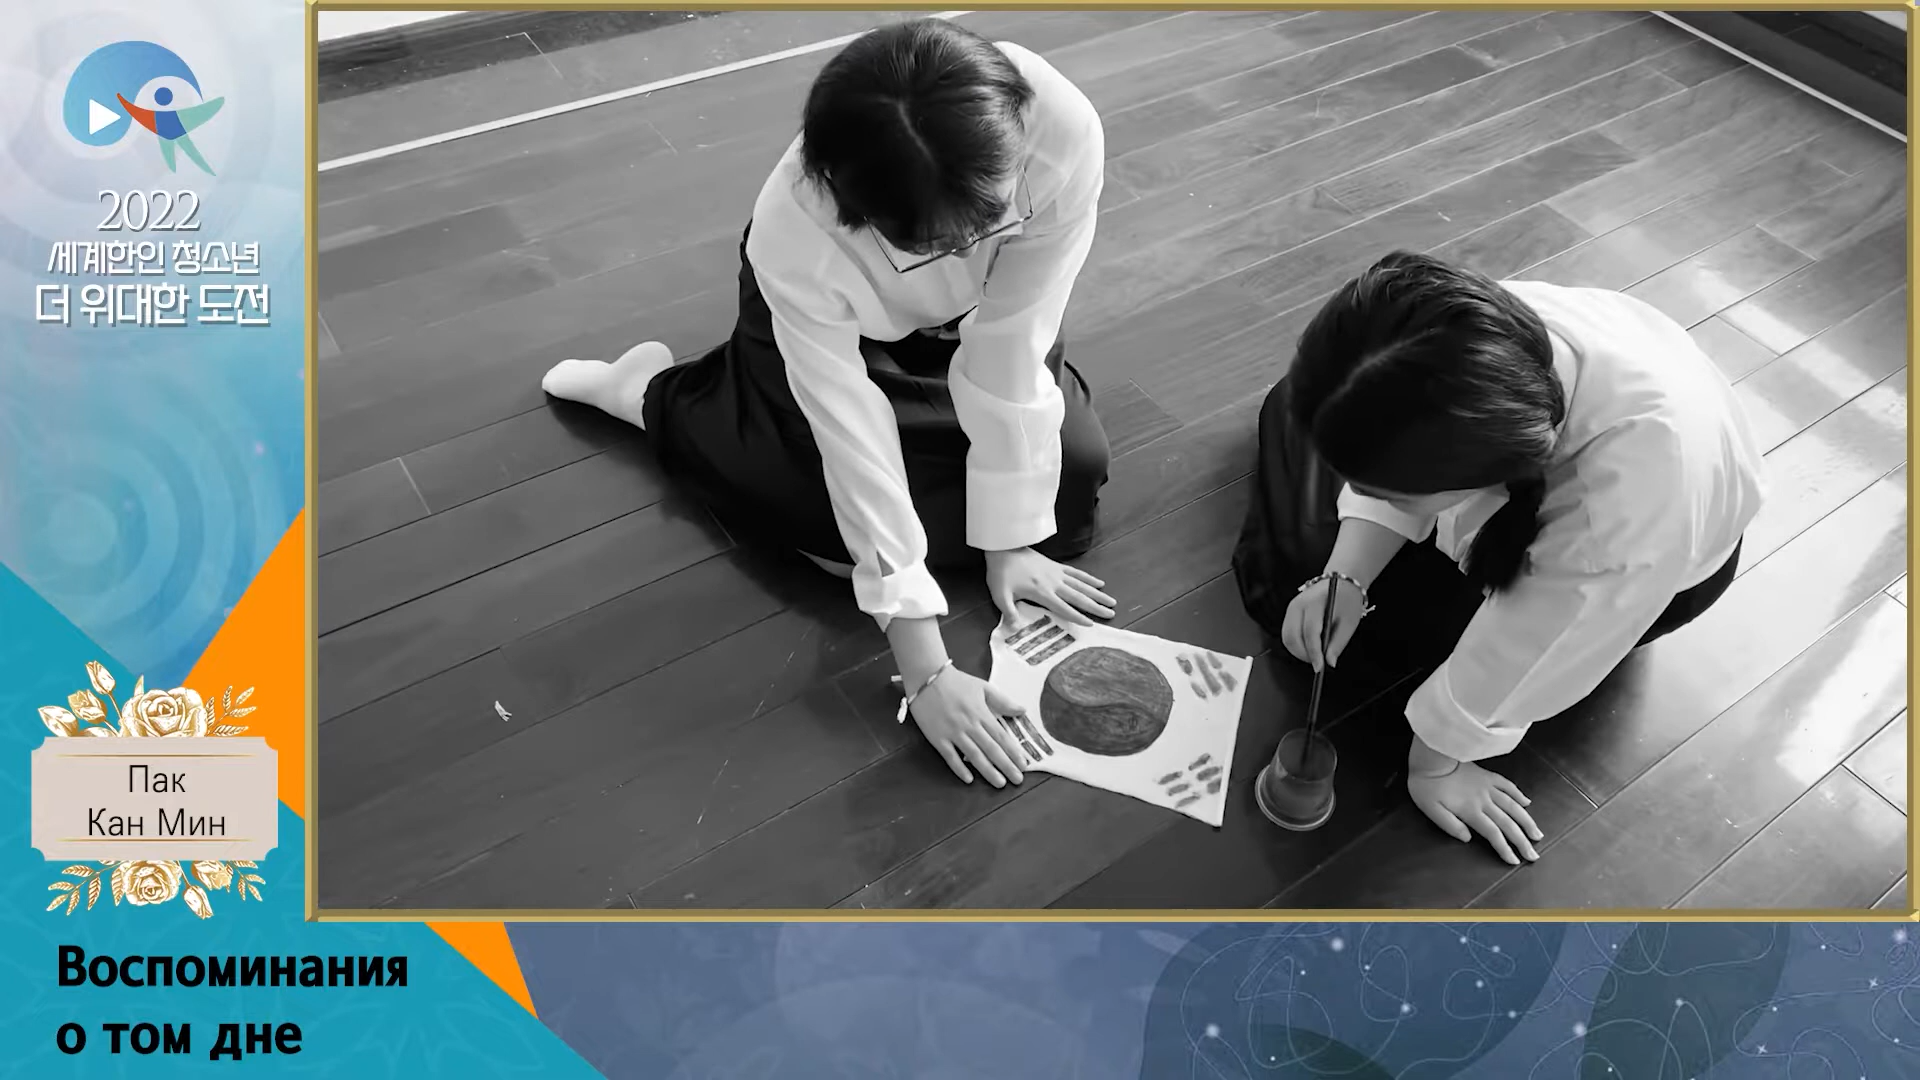 2022
세계한인 청소년
더 위대한 도전
Пак
Кан Мин
Воспоминания
о том дне